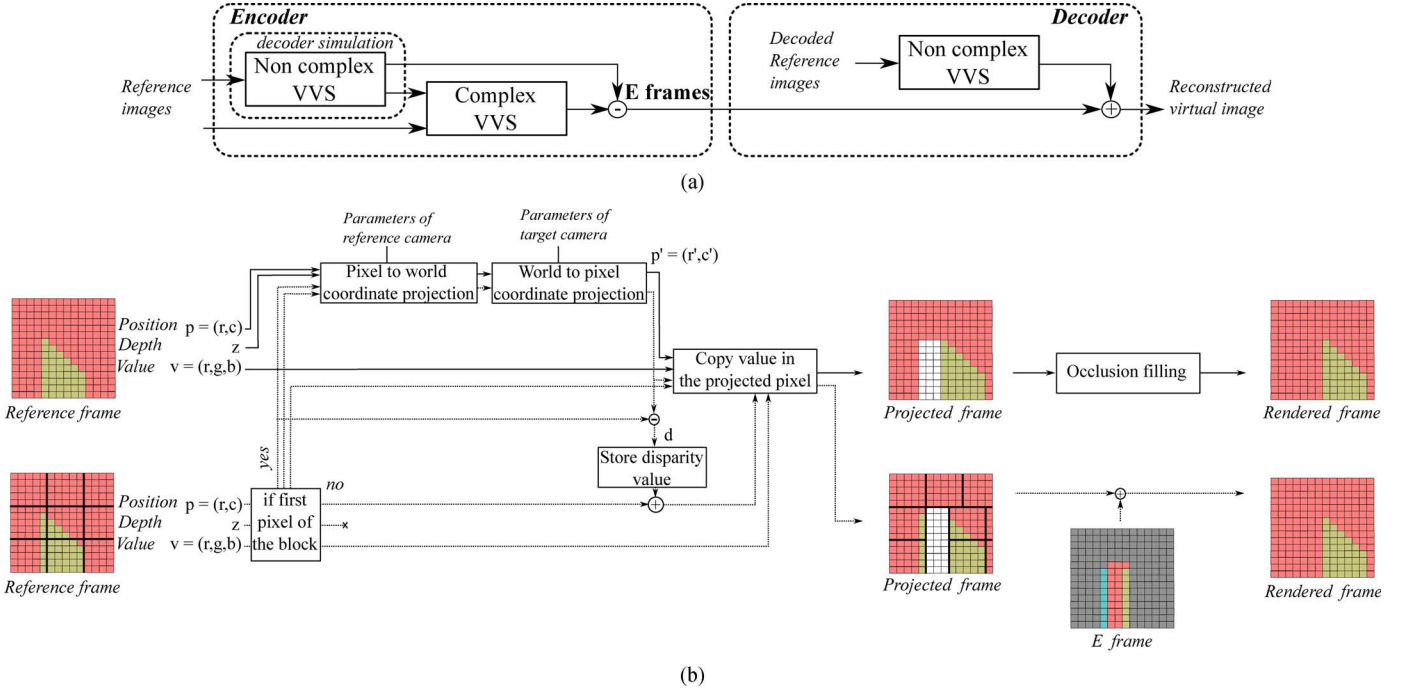 Encoder
Decoder
decoder simulation
Non complex
VVS
Reference
images
Complex
VVS
-
E frames
Decoded
Reference
images
Non complex
VVS
+
Reconstructed
virtual image
(a)
Parameters of
reference camera
Parameters of
target camera
Pixel to world
coordinate projection
World to pixel
coordinate projection
p' = (r',c')
Position p = (r,c)
Depth z
Value v = (r,g,b)
Reference frame
Copy value in
the projected pixel
Projected frame
Occlusion filling
Rendered frame
-
d
Store disparity
value
+
yes
no
Position p = (r,c)
Depth z
Value v = (r,g,b)
if first
pixel of
the block
x
Reference frame
Projected frame
+
E frame
Rendered frame
(b)